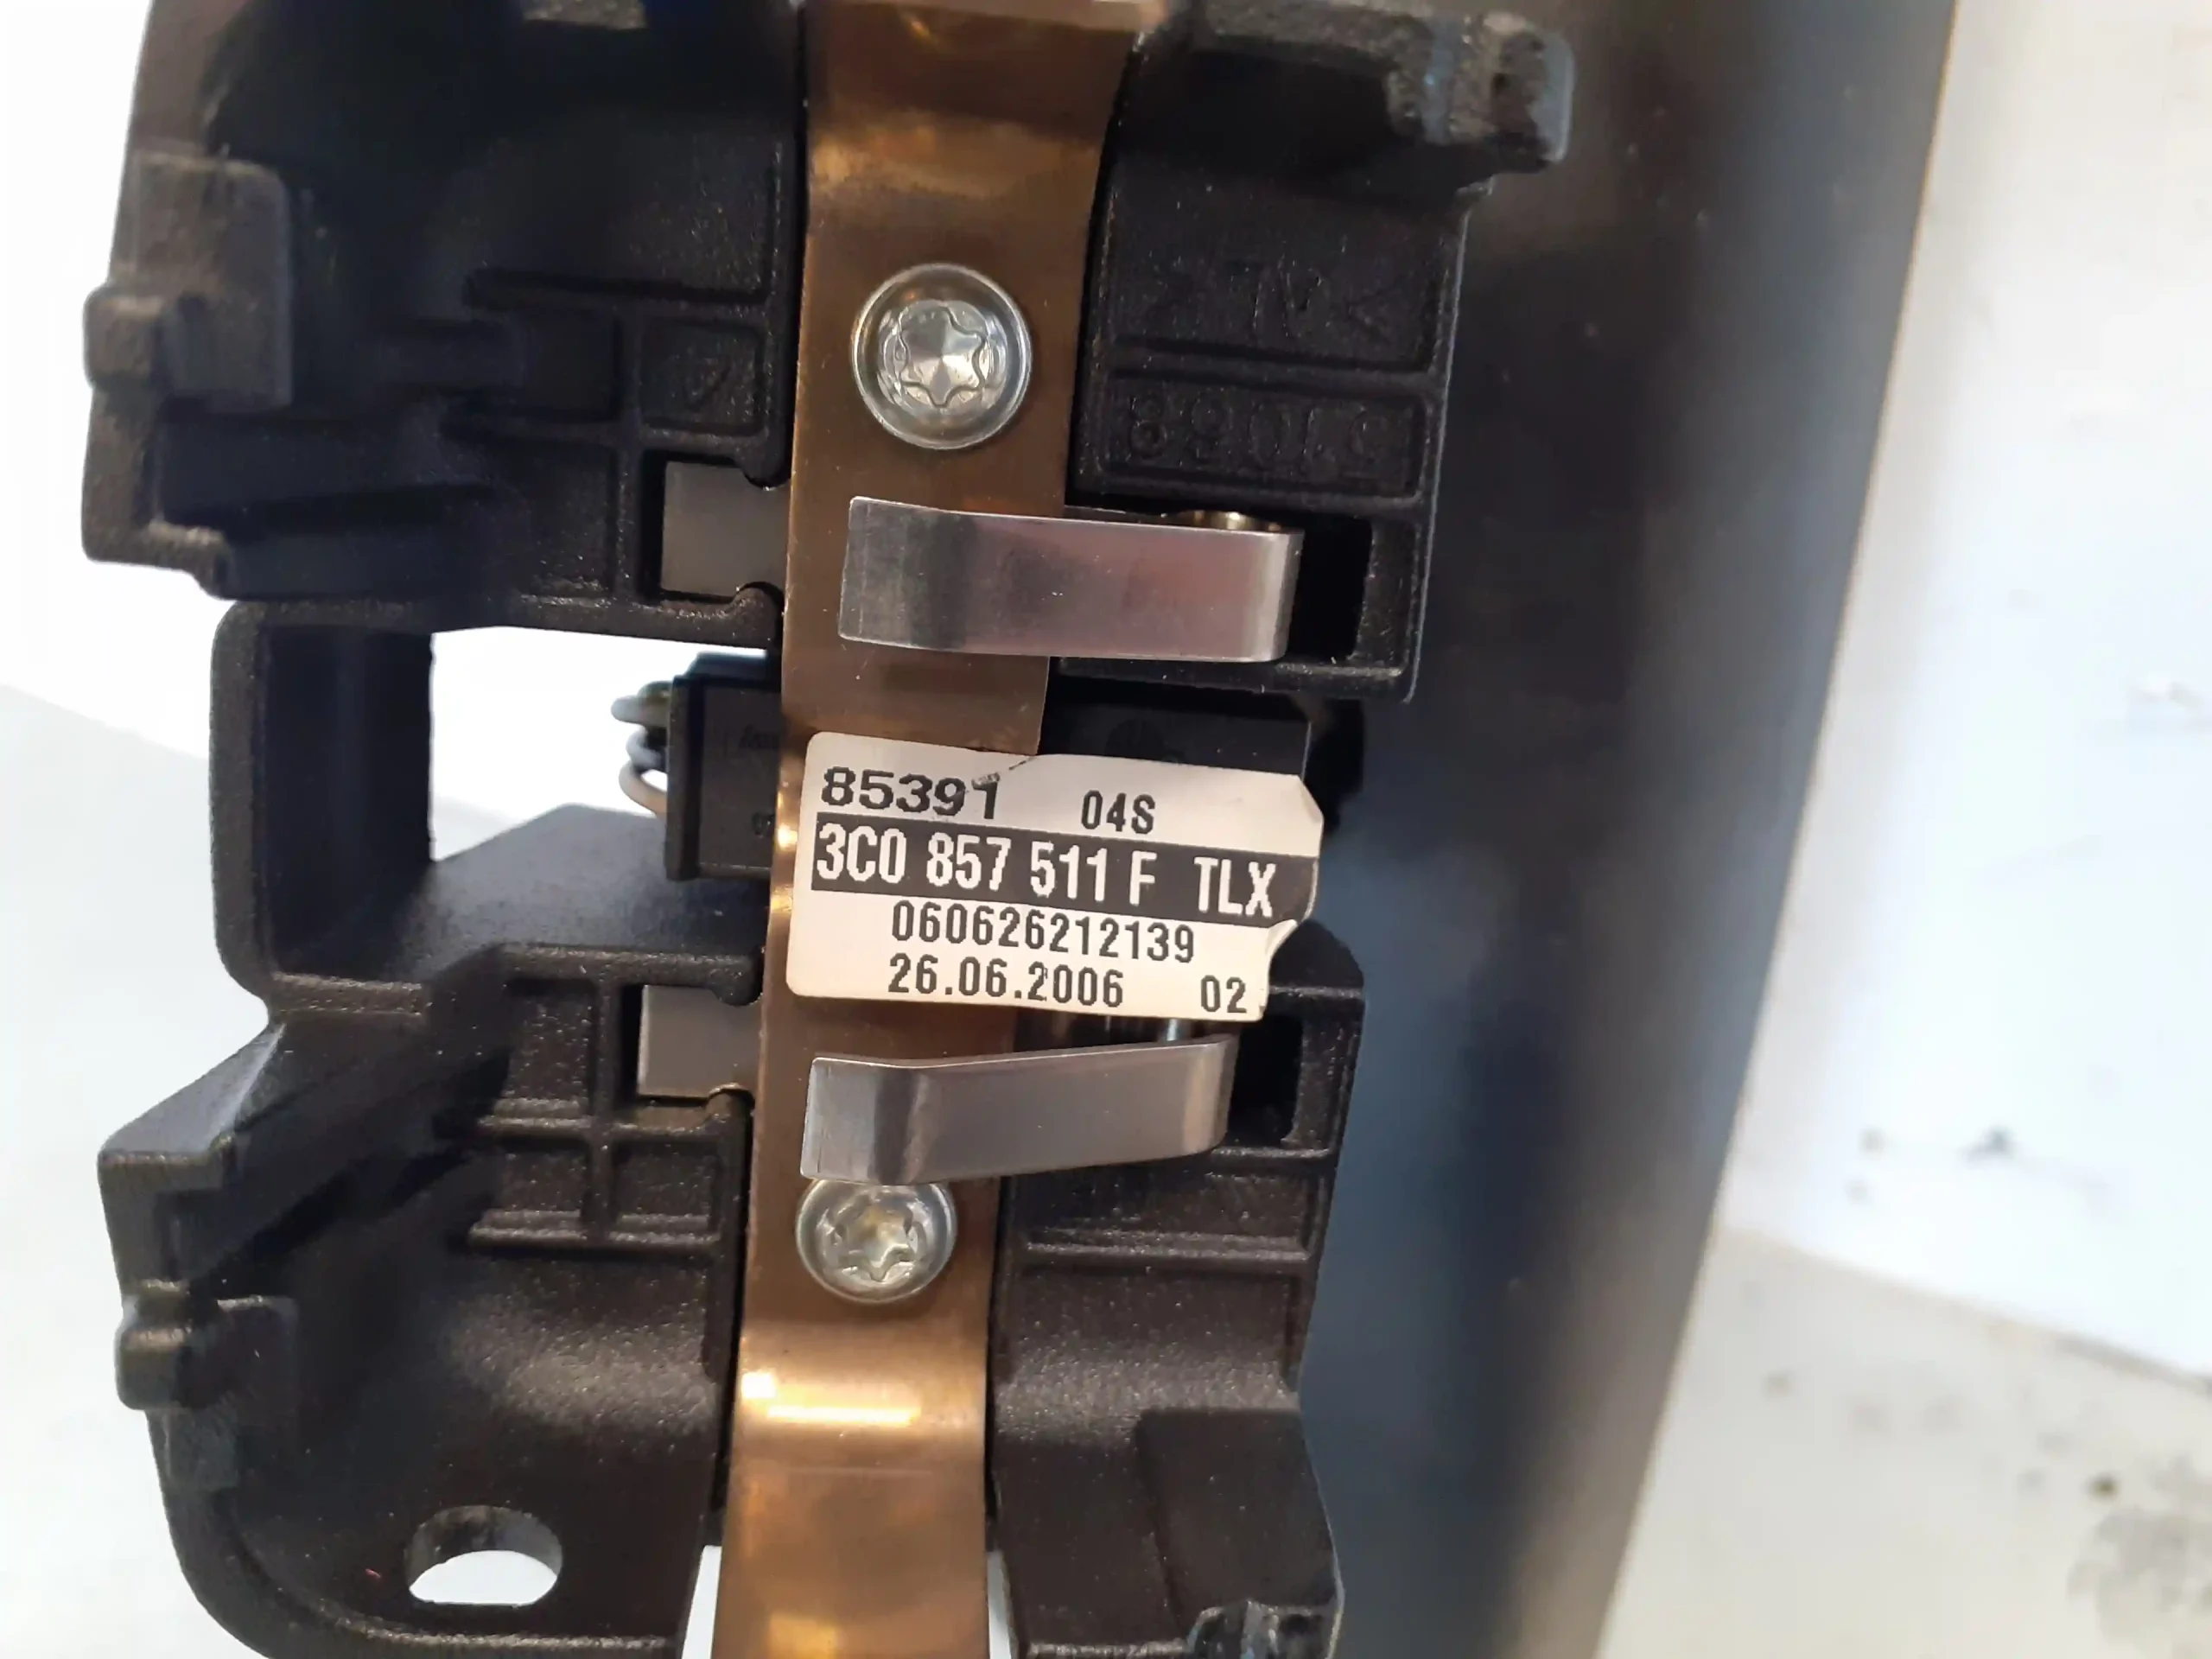 85391 04S
3C0 857 511 F TLX
060626212139
26.06.2006 02